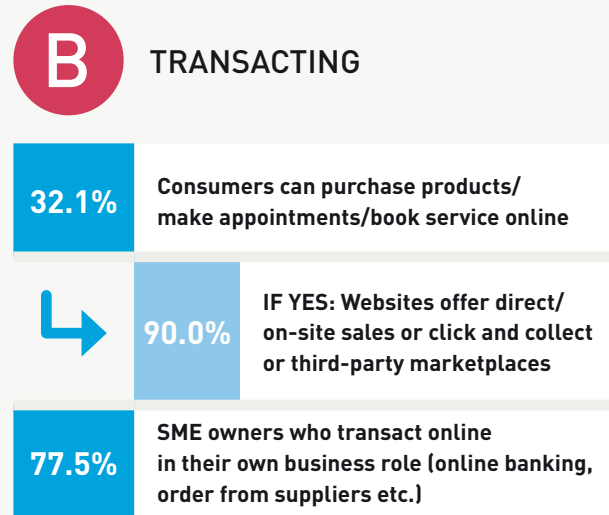 B
TRANSACTING
32.1%
Consumers can purchase products/
make appointments/book service online
90.0%
IF YES: Websites offer direct/
on-site sales or click and collect
or third-party marketplaces
77.5%
SME owners who transact online
in their own business role (online banking,
order from suppliers etc.)